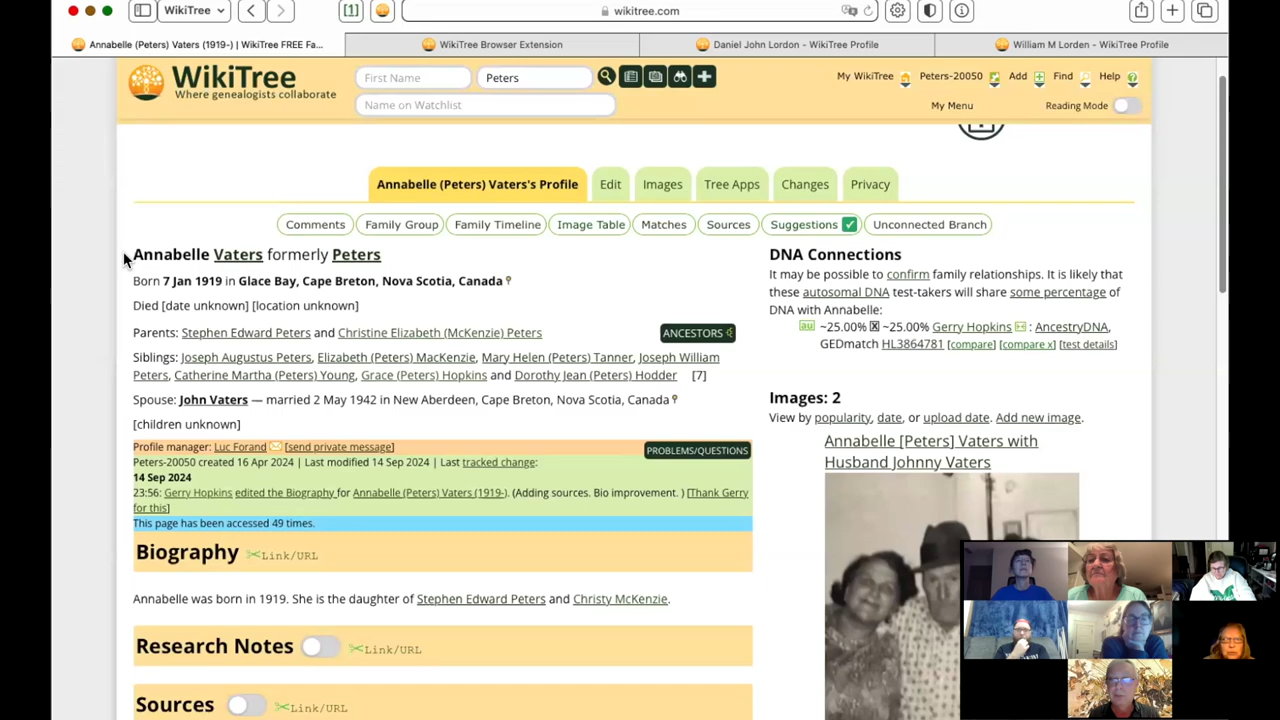 WikiTree
[1]
wikitree.com
Annabelle (Peters) Vaters (1919-) | WikiTree FREE Fa...
WikiTree Browser Extension
Daniel John Lordon - WikiTree Profile
William M Lorden - WikiTree Profile
WikiTree
Where genealogists collaborate
First Name
Peters
Name on Watchlist
My WikiTree
Peters-20050
Add
Find
Help
My Menu
Reading Mode
Annabelle (Peters) Vaters's Profile
Edit
Images
Tree Apps
Changes
Privacy
Comments
Family Group
Family Timeline
Image Table
Matches
Sources
Suggestions
Unconnected Branch
Annabelle Vaters formerly Peters
Born 7 Jan 1919 in Glace Bay, Cape Breton, Nova Scotia, Canada
Died [date unknown] [location unknown]
Parents: Stephen Edward Peters and Christine Elizabeth (McKenzie) Peters
ANCESTORS
Siblings: Joseph Augustus Peters, Elizabeth (Peters) MacKenzie, Mary Helen (Peters) Tanner, Joseph William
Peters, Catherine Martha (Peters) Young, Grace (Peters) Hopkins and Dorothy Jean (Peters) Hodder [7]
Spouse: John Vaters — married 2 May 1942 in New Aberdeen, Cape Breton, Nova Scotia, Canada
[children unknown]
Profile manager: Luc Forand [send private message]
PROBLEMS/QUESTIONS
Peters-20050 created 16 Apr 2024 | Last modified 14 Sep 2024 | Last tracked change:
14 Sep 2024
23:56: Gerry Hopkins edited the Biography for Annabelle (Peters) Vaters (1919-). (Adding sources. Bio improvement. ) [Thank Gerry
for this]
This page has been accessed 49 times.
Biography
Link/URL
Annabelle was born in 1919. She is the daughter of Stephen Edward Peters and Christy McKenzie.
Research Notes
Link/URL
Sources
Link/URL
DNA Connections
It may be possible to confirm family relationships. It is likely that
these autosomal DNA test-takers will share some percentage of
DNA with Annabelle:
au ~25.00% X ~25.00% Gerry Hopkins : AncestryDNA,
GEDmatch HL3864781 [compare] [compare x] [test details]
Images: 2
View by popularity, date, or upload date. Add new image.
Annabelle [Peters] Vaters with
Husband Johnny Vaters